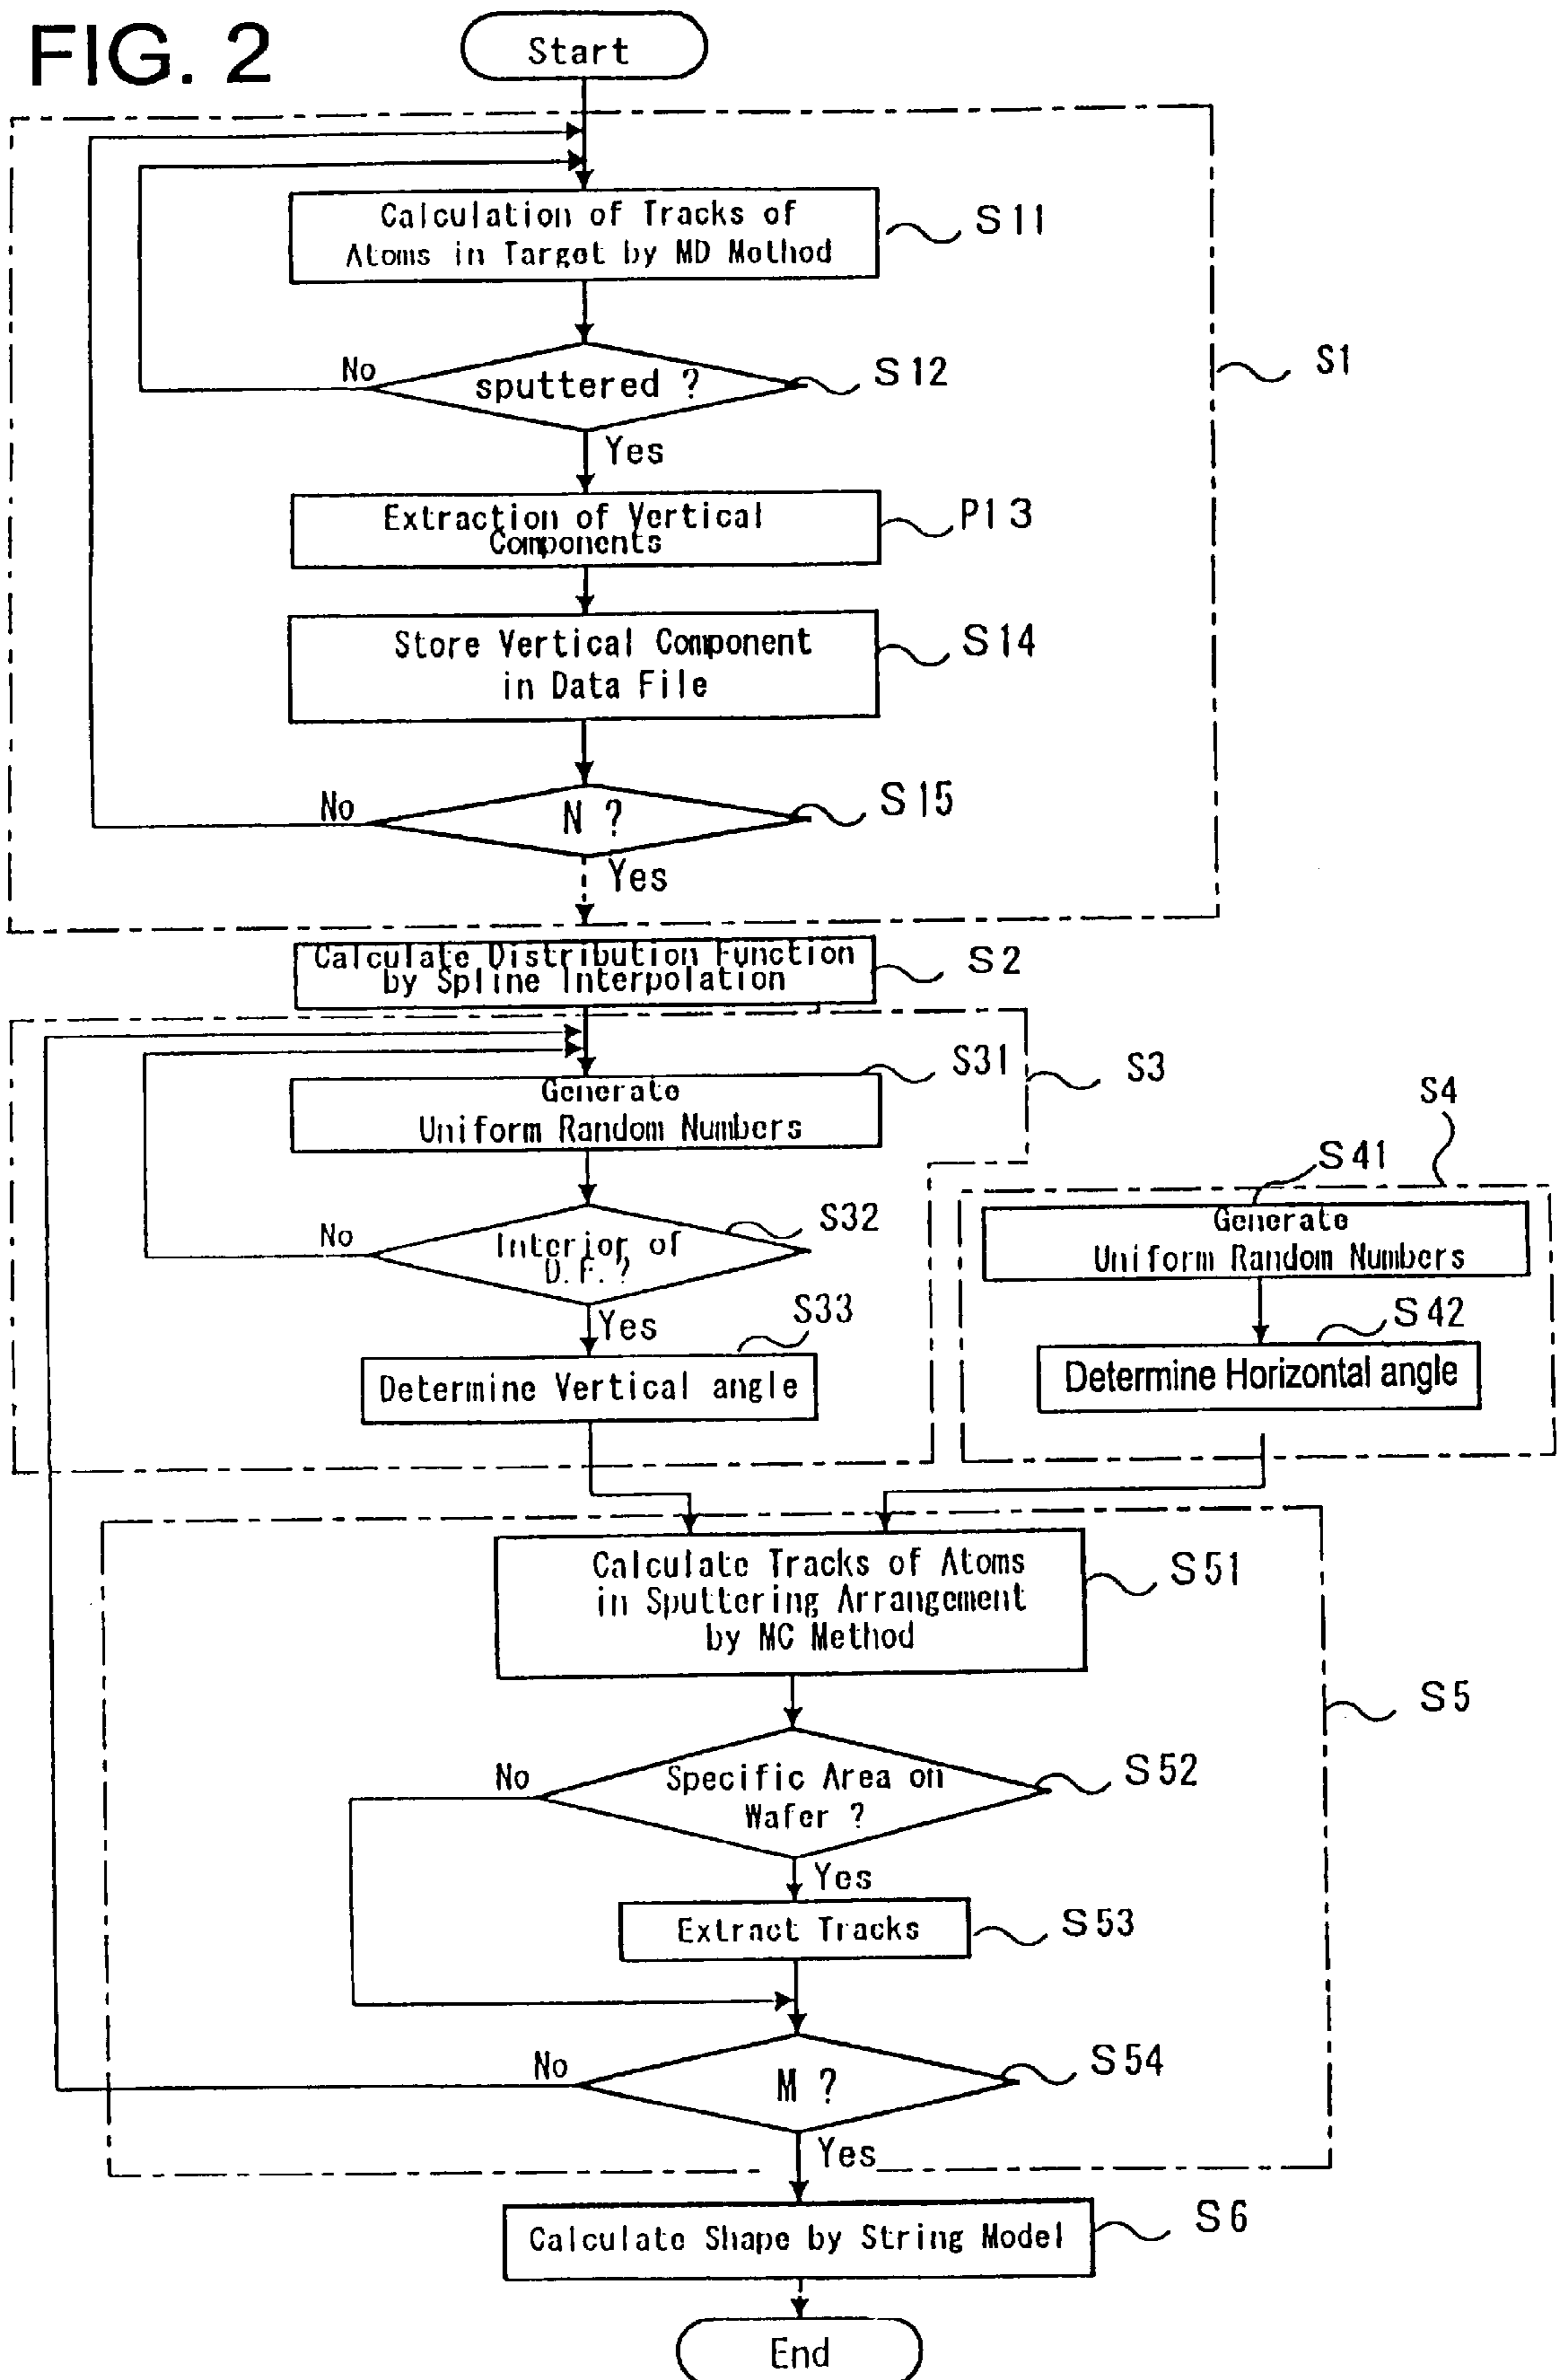 FIG. 2
Start
Calculation of Tracks of
Atoms in Target by MD Method
S11
No
sputtered ?
S12
S1
Yes
Extraction of Vertical
Components
P13
Store Vertical Component
in Data File
S14
No
N ?
S15
Yes
Calculate Distribution Function
by Spline Interpolation
S2
S31
S3
Generate
Uniform Random Numbers
S4
S41
Generate
Uniform Random Numbers
No
Interior of
D. F. ?
S32
Yes
S33
S42
Determine Vertical angle
Determine Horizontal angle
Calculate Tracks of Atoms
in Sputtering Arrangement
by MC Method
S51
S5
No
Specific Area on
Wafer ?
S52
Yes
Extract Tracks
S53
No
M ?
S54
Yes
Calculate Shape by String Model
S6
End